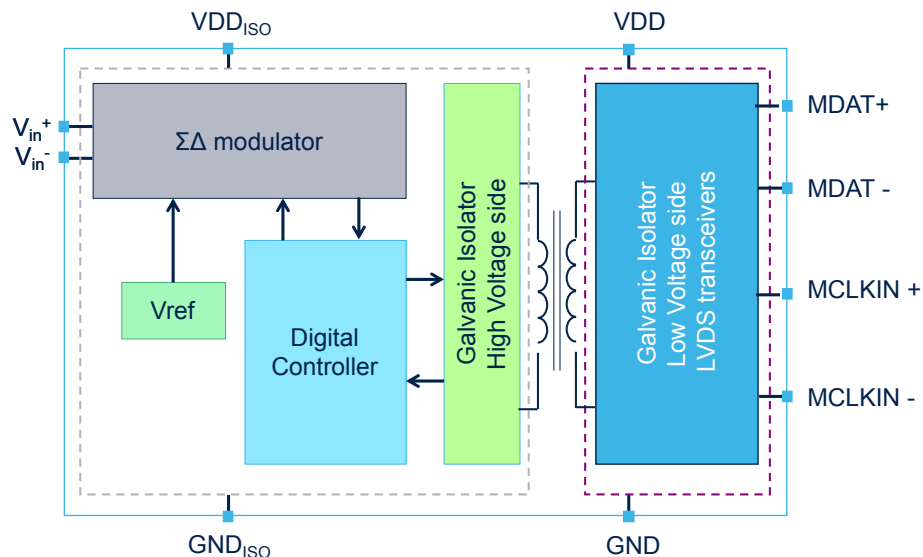 VDDISO
VDD
Vin+
Vin-
ΣΔ modulator
Vref
Digital
Controller
Galvanic Isolator
High Voltage side
Galvanic Isolator
Low Voltage side
LVDS transceivers
MDAT+
MDAT -
MCLKIN +
MCLKIN -
GNDISO
GND